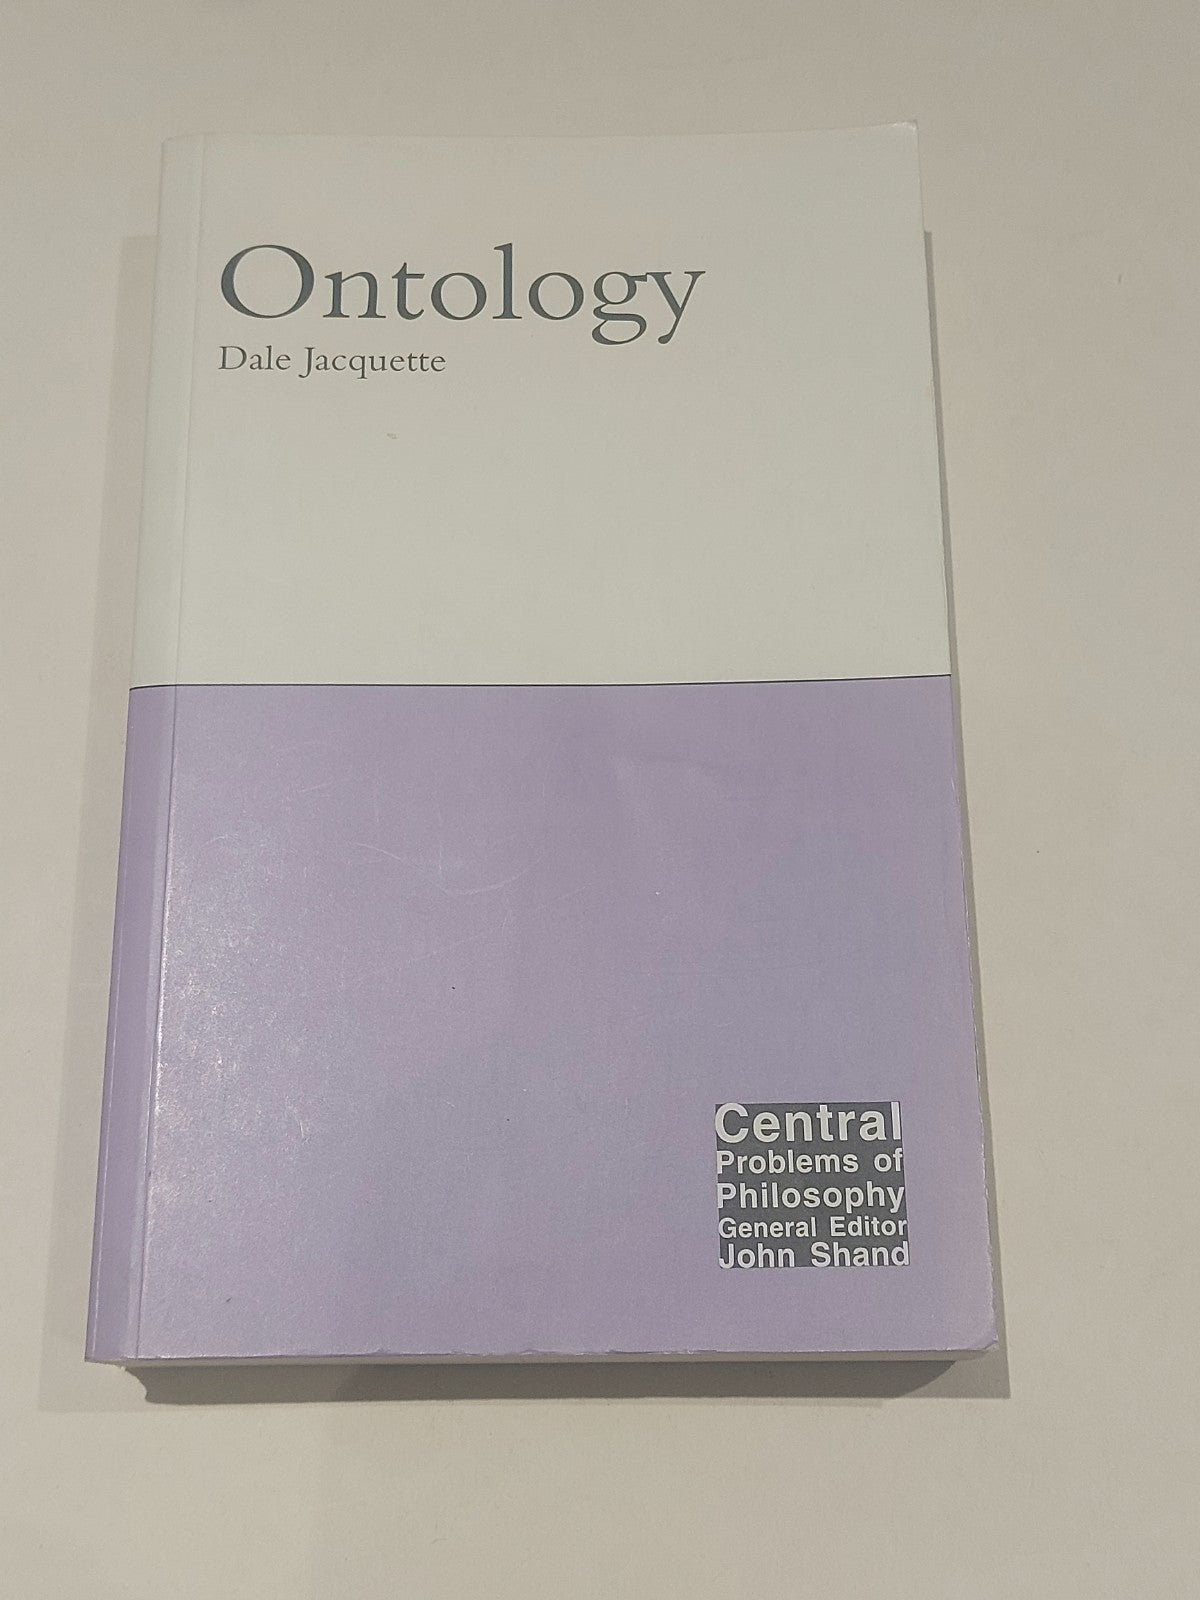 Ontology
Dale Jacquette
Central
Problems of
Philosophy
General Editor
John Shand